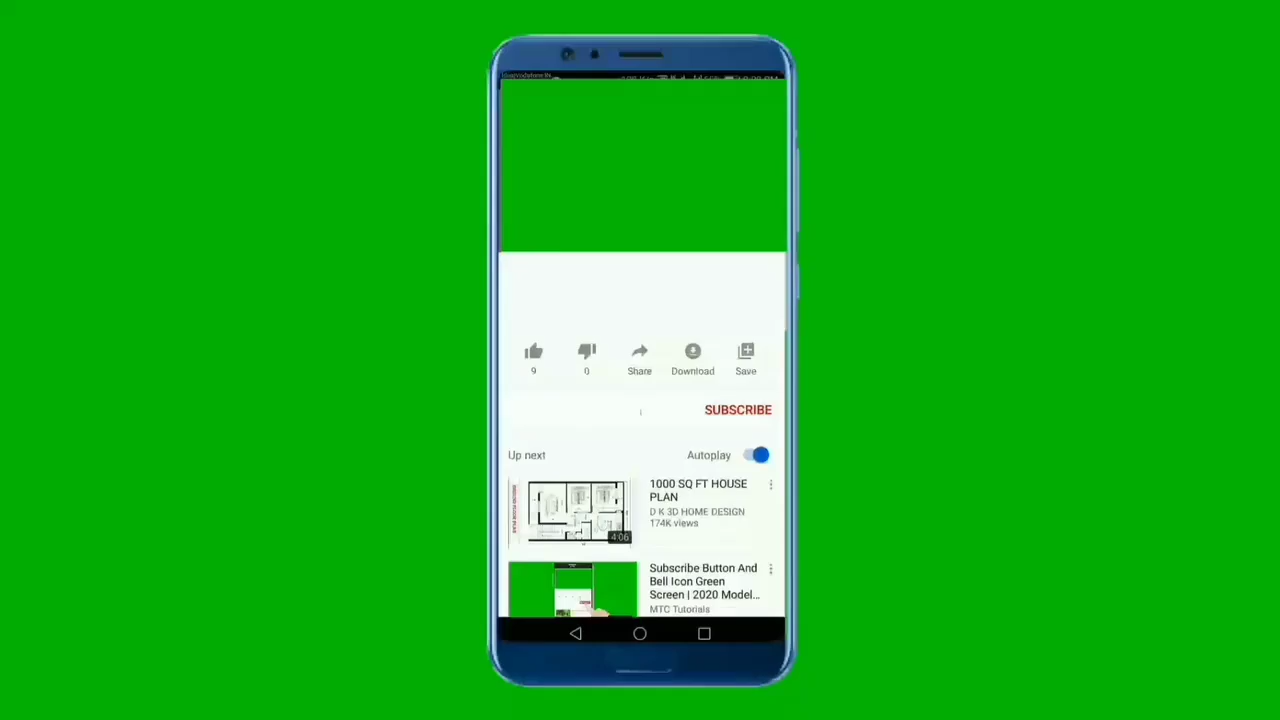 9
0
Share
Download
Save
SUBSCRIBE
Up next
Autoplay
1000 SQ FT HOUSE
PLAN
D K 3D HOME DESIGN
174K views
4:06
Subscribe Button And
Bell Icon Green
Screen | 2020 Model...
MTC Tutorials